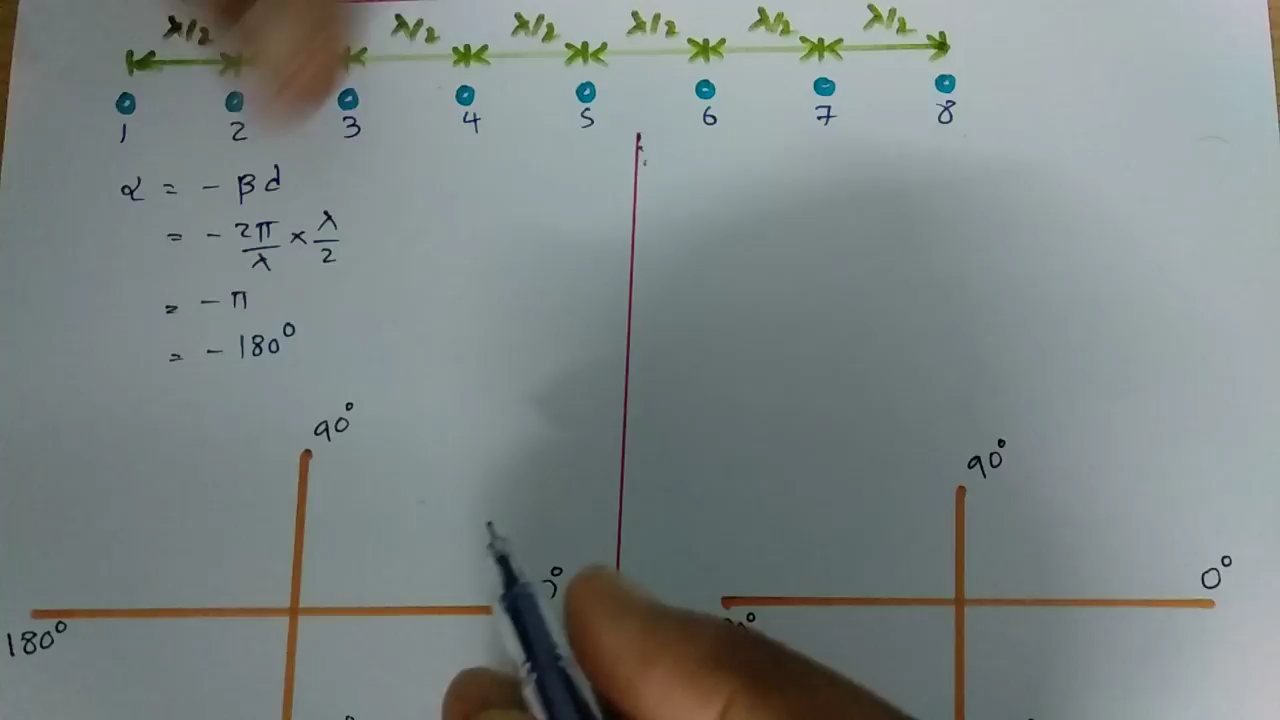 λ/2 λ/2 λ/2 λ/2 λ/2 λ/2
1 2 3 4 5 6 7 8
α = - βd
= - 2π/λ × λ/2
= - π
= - 180°
90°
90°
0°
180°